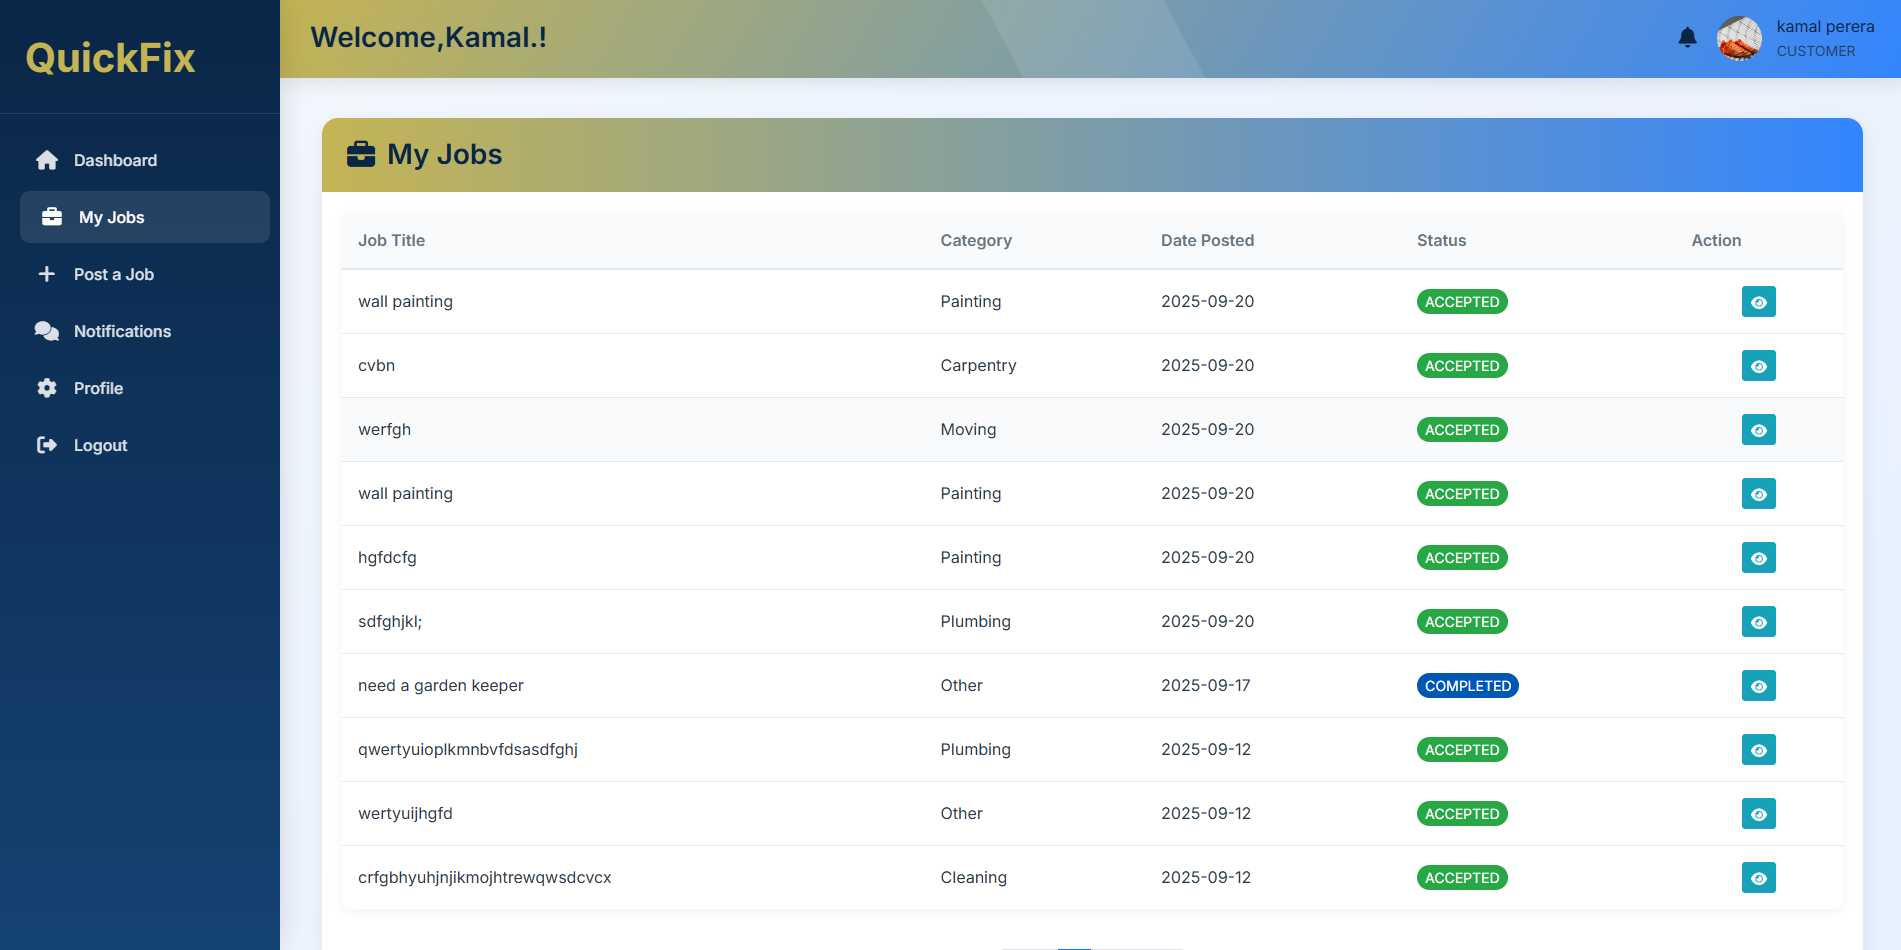 QuickFix
Dashboard
My Jobs
Post a Job
Notifications
Profile
Logout
Welcome,Kamal.!
kamal perera
CUSTOMER
My Jobs
Job Title Category Date Posted Status Action
wall painting Painting 2025-09-20 ACCEPTED
cvbn Carpentry 2025-09-20 ACCEPTED
werfgh Moving 2025-09-20 ACCEPTED
wall painting Painting 2025-09-20 ACCEPTED
hgfdcfg Painting 2025-09-20 ACCEPTED
sdfghjkl; Plumbing 2025-09-20 ACCEPTED
need a garden keeper Other 2025-09-17 COMPLETED
qwertyuioplkmnbvfdsasdfghj Plumbing 2025-09-12 ACCEPTED
wertyuijhgfd Other 2025-09-12 ACCEPTED
crfgbhyuhjnjikmojhtrewqwsdcvcx Cleaning 2025-09-12 ACCEPTED